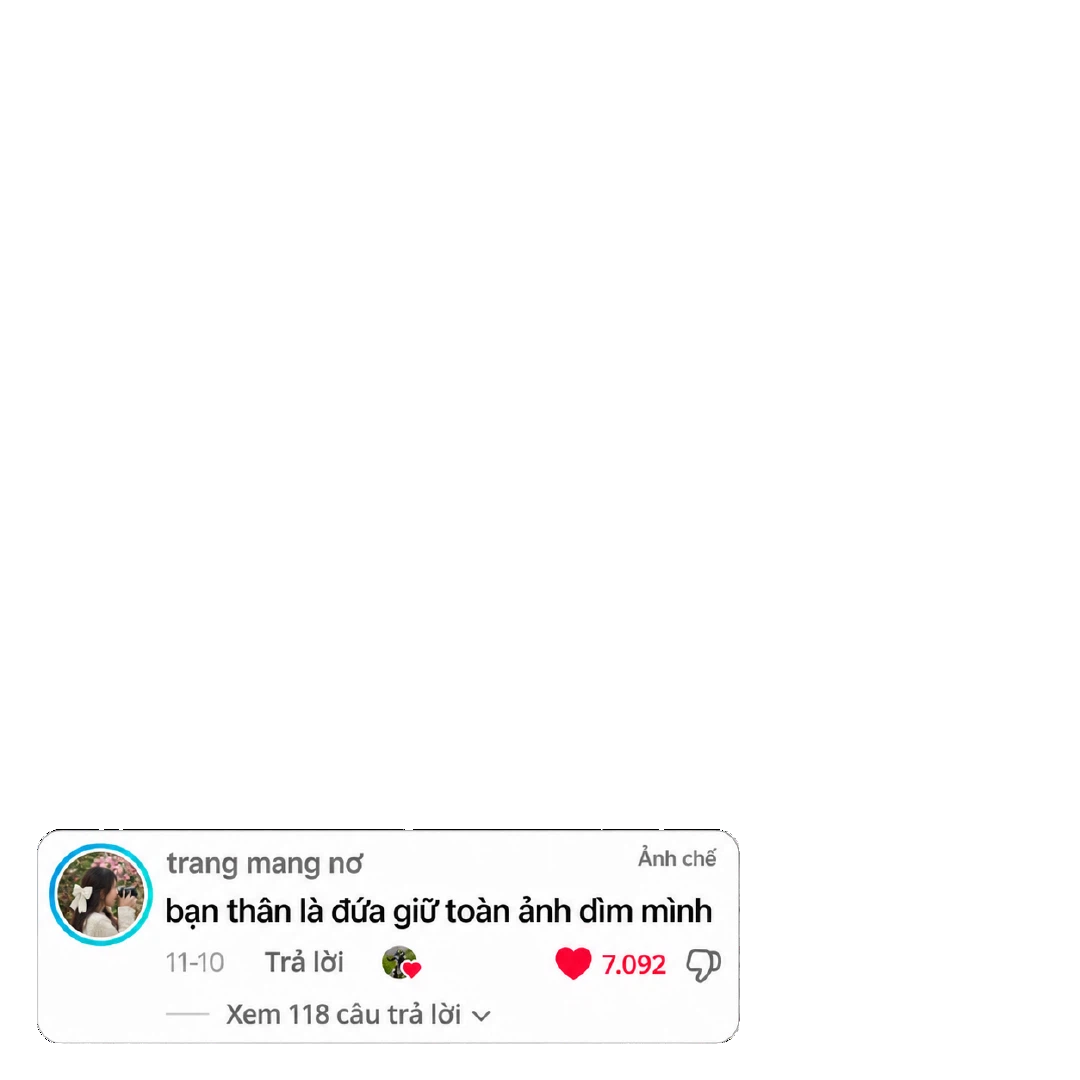 trang mang nơ
Ảnh chế
bạn thân là đứa giữ toàn ảnh dìm mình
11-10 Trả lời 7.092
Xem 118 câu trả lời